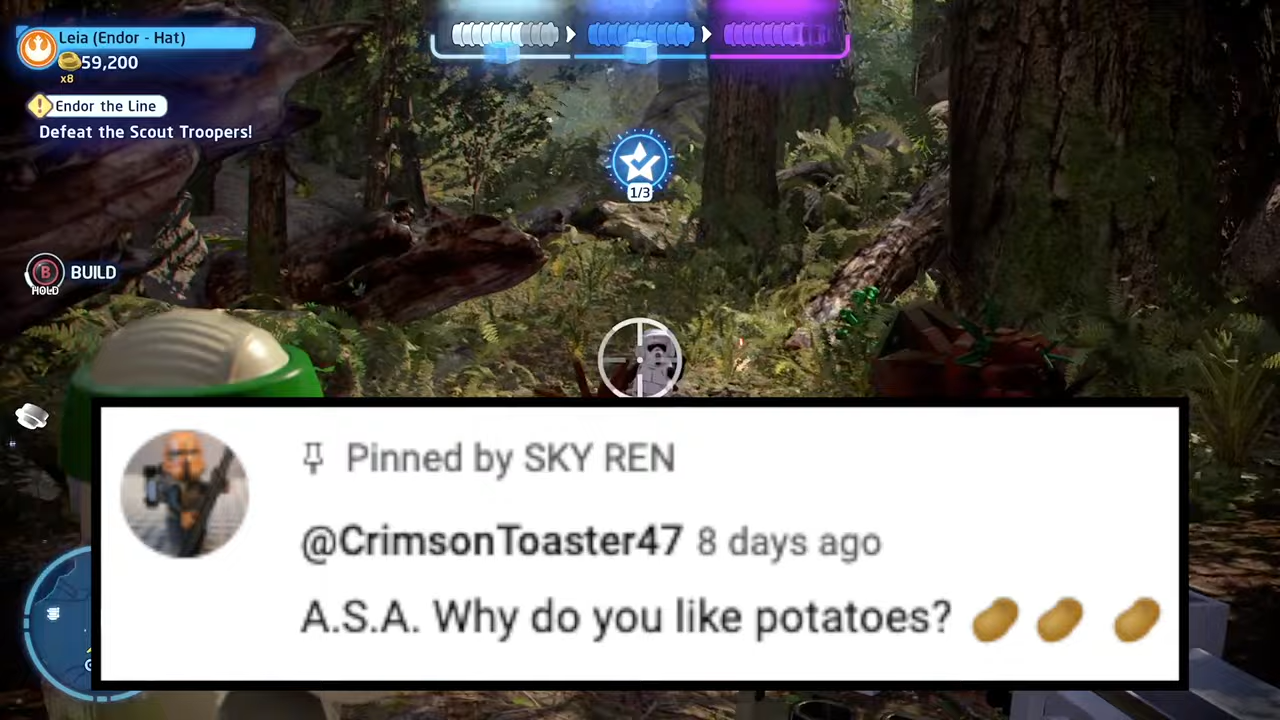 Leia (Endor - Hat)
59,200
x8
Endor the Line
Defeat the Scout Troopers!
1/3
B BUILD
HOLD
Pinned by SKY REN
@CrimsonToaster47 8 days ago
A.S.A. Why do you like potatoes? 🥔 🥔 🥔